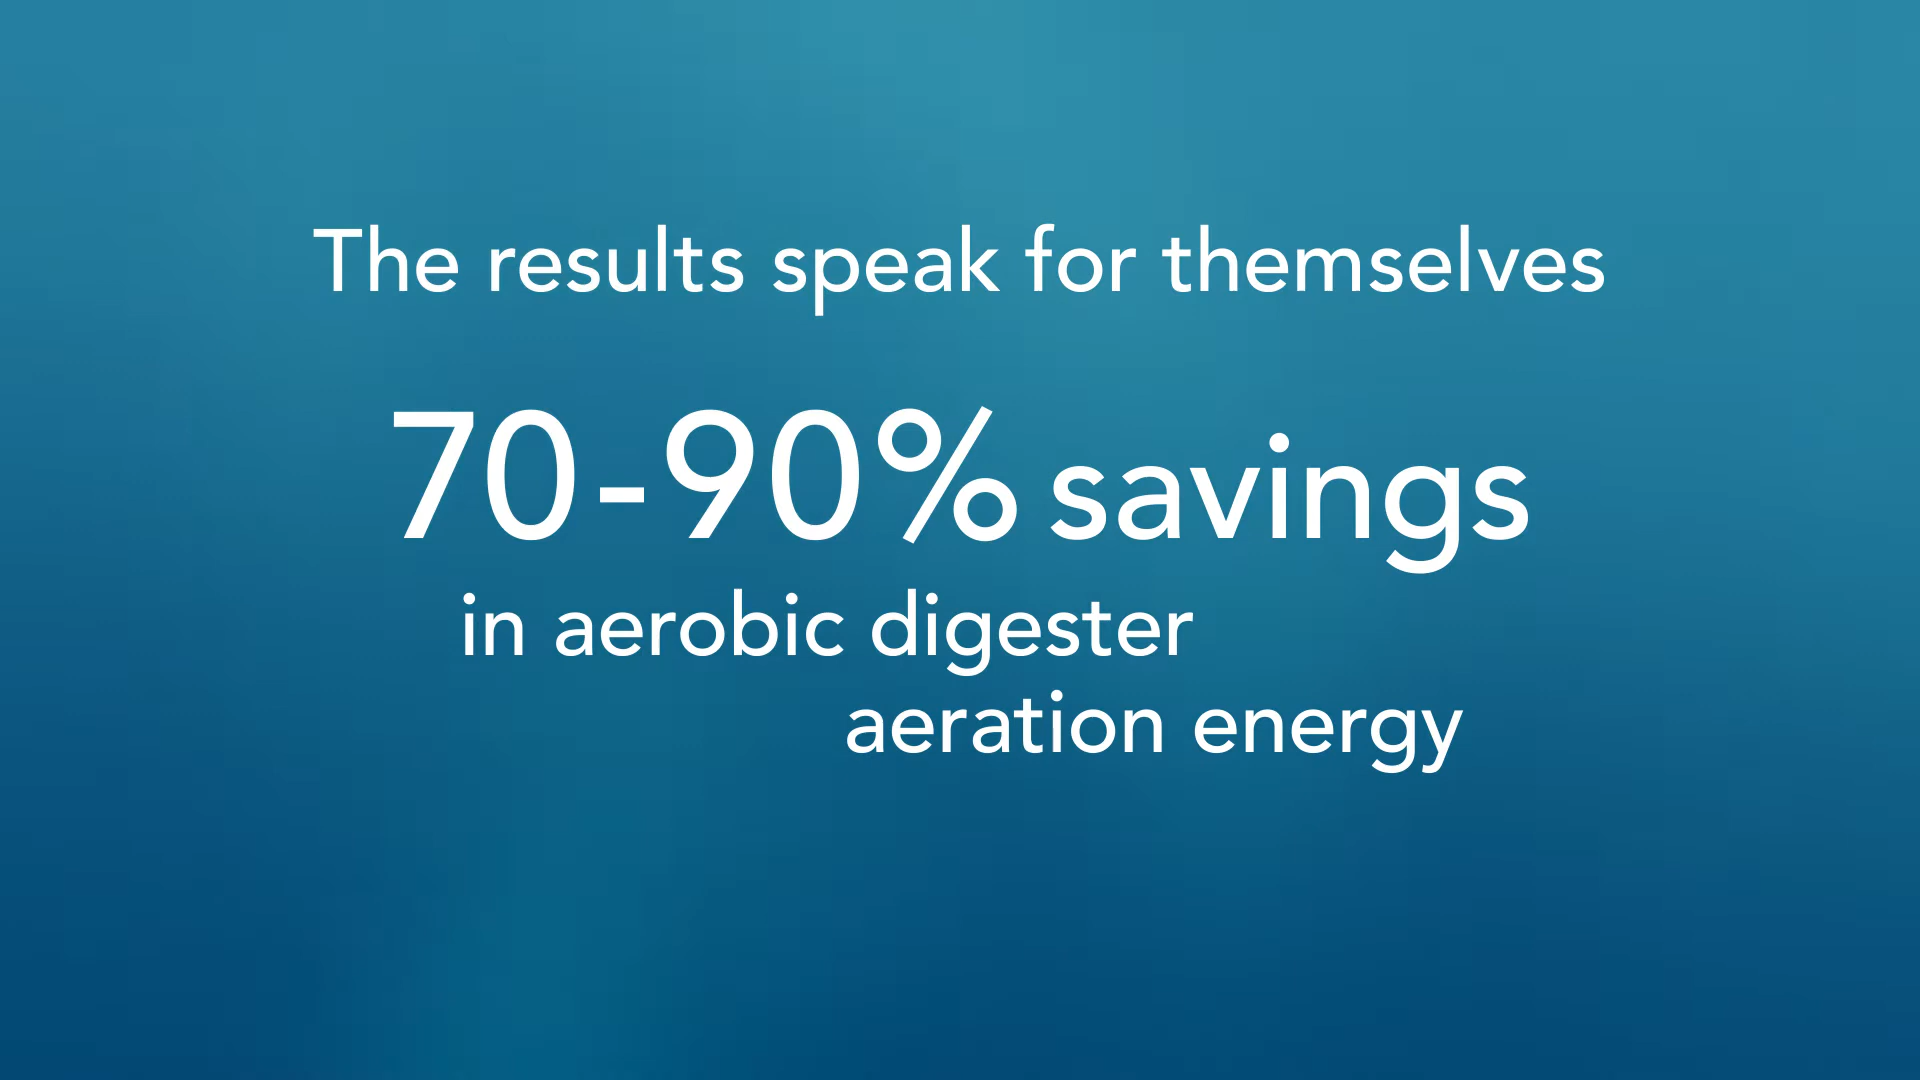 The results speak for themselves
70-90% savings
in aerobic digester
aeration energy